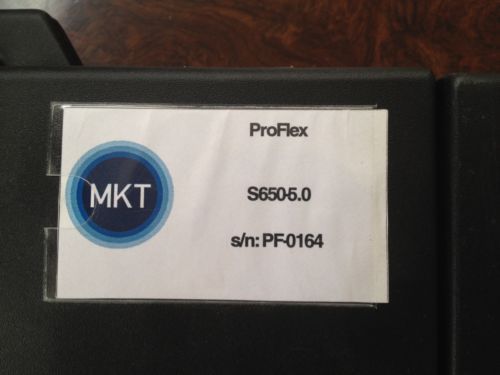 ProFlex
MKT
S650-5.0
s/n: PF-0164